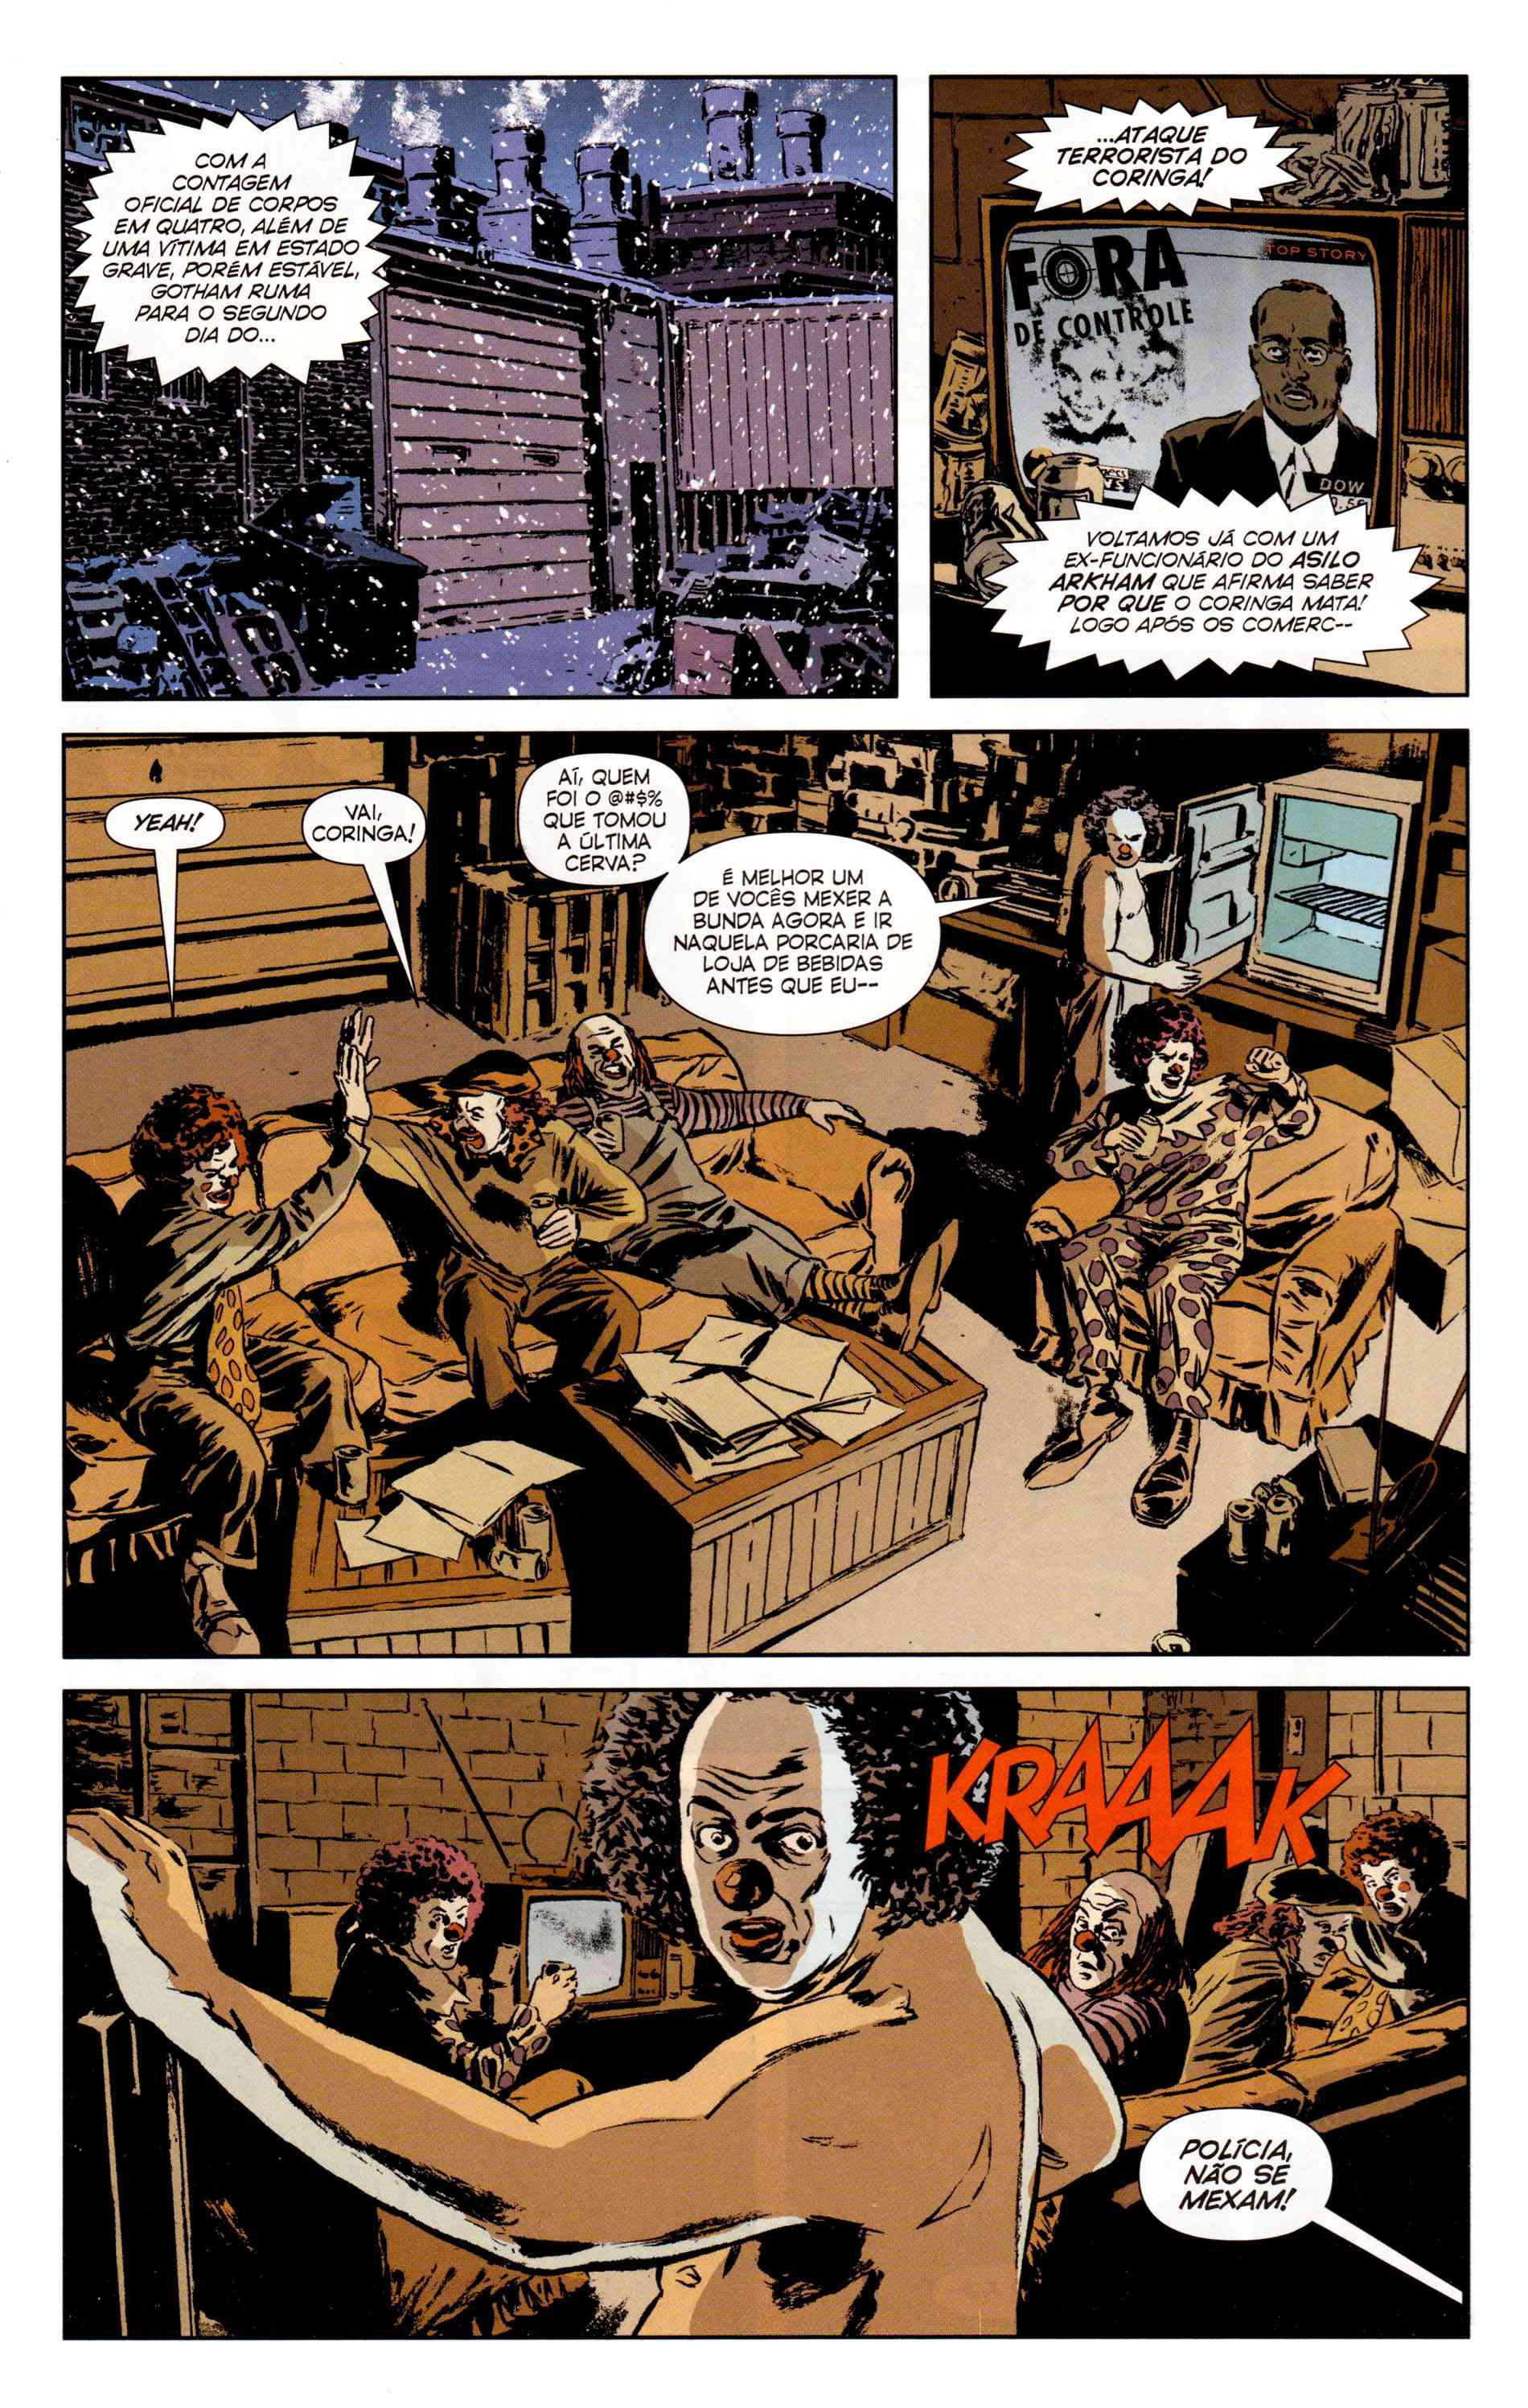 COM A
CONTAGEM
OFICIAL DE CORPOS
EM QUATRO, ALÉM DE
UMA VÍTIMA EM ESTADO
GRAVE, PORÉM ESTÁVEL,
GOTHAM RUMA
PARA O SEGUNDO
DIA DO...
...ATAQUE
TERRORISTA DO
CORINGA!
TOP STORY
FORA
DE CONTROLE
DOW
VOLTAMOS JÁ COM UM
EX-FUNCIONÁRIO DO ASILO
ARKHAM QUE AFIRMA SABER
POR QUE O CORINGA MATA!
LOGO APÓS OS COMERC--
YEAH!
VAI,
CORINGA!
AÍ, QUEM
FOI O @#$%
QUE TOMOU
A ÚLTIMA
CERVA?
É MELHOR UM
DE VOCÊS MEXER A
BUNDA AGORA E IR
NAQUELA PORCARIA DE
LOJA DE BEBIDAS
ANTES QUE EU--
KRAAAK
POLÍCIA,
NÃO SE
MEXAM!